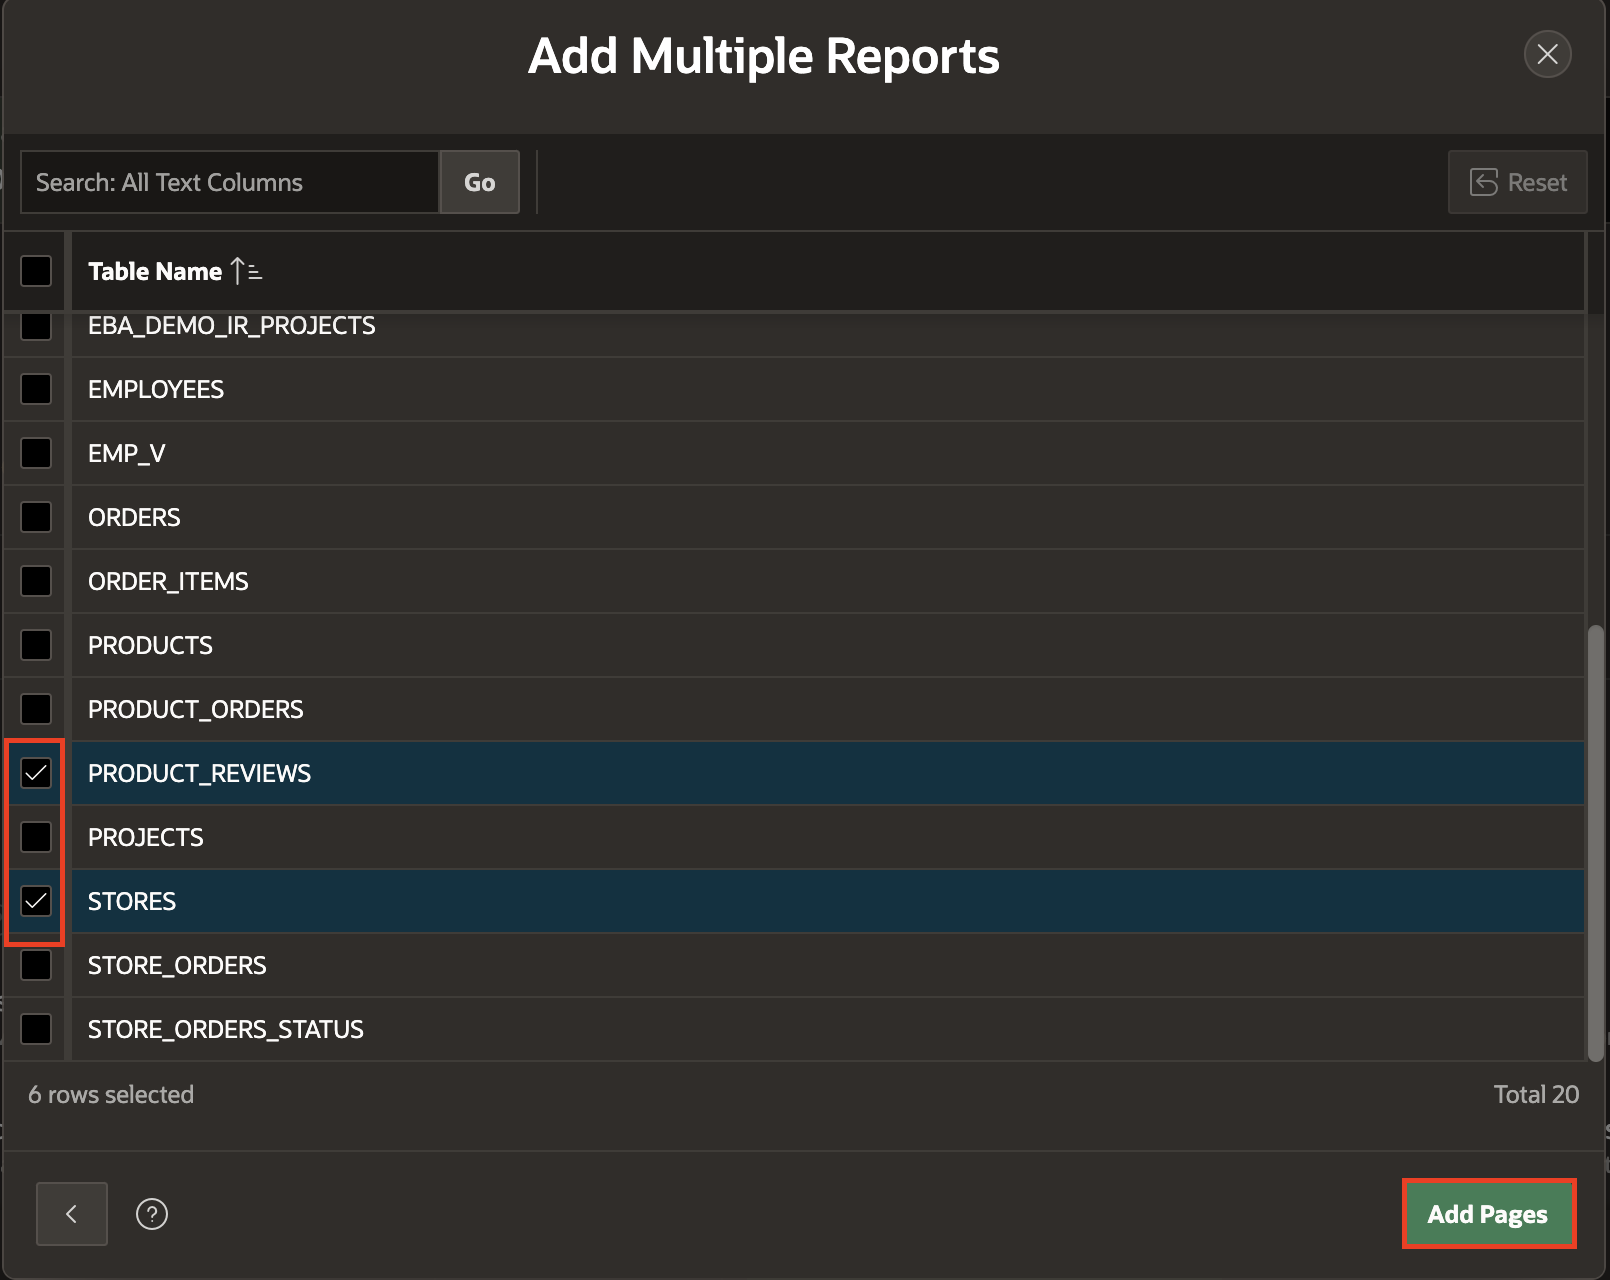 Add Multiple Reports
Search: All Text Columns
Go
Reset
Table Name
EBA_DEMO_IR_PROJECTS
EMPLOYEES
EMP_V
ORDERS
ORDER_ITEMS
PRODUCTS
PRODUCT_ORDERS
PRODUCT_REVIEWS
PROJECTS
STORES
STORE_ORDERS
STORE_ORDERS_STATUS
6 rows selected
Total 20
?
Add Pages